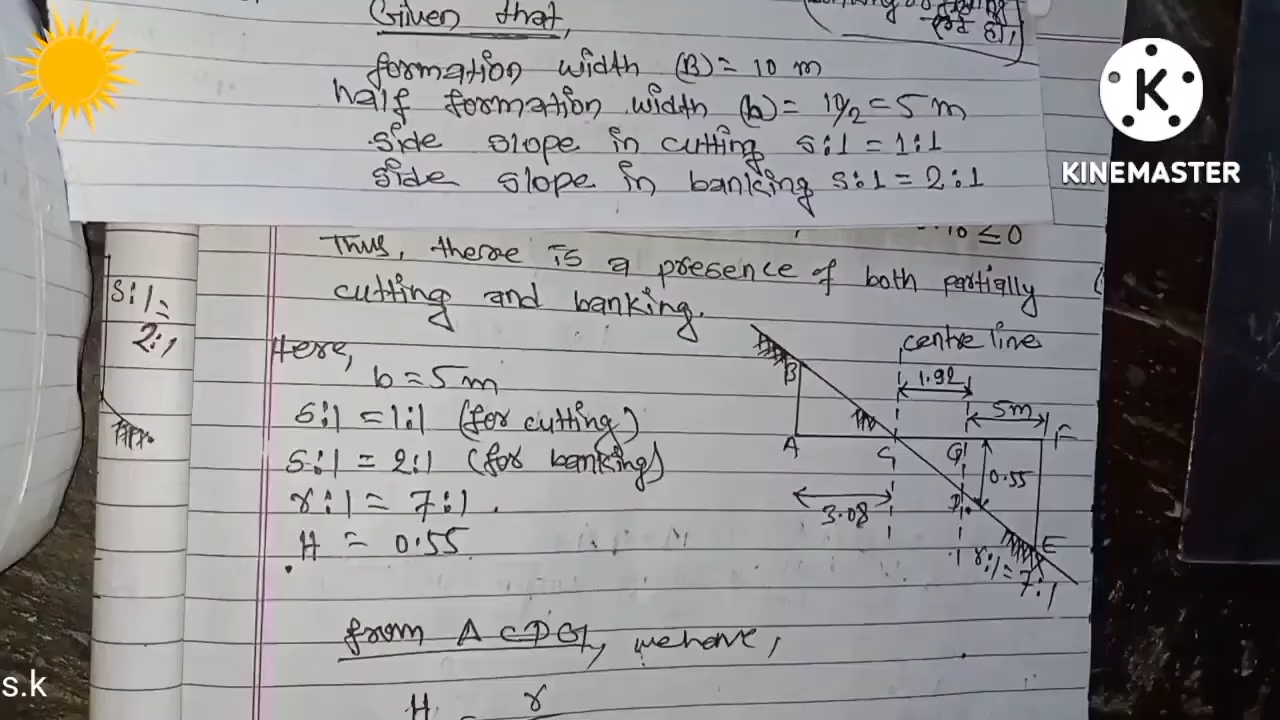 Given that,
हो,
formation width (B) = 10 m
half formation width (b) = 10/2 = 5 m
side slope in cutting s:1 = 1:1
side slope in banking s:1 = 2:1
K
KINEMASTER
≤ 0
Thus, there is a presence of both partially
cutting and banking.
s:1 =
2:1
Here,
b = 5 m
s:1 = 1:1 (for cutting)
s:1 = 2:1 (for banking)
r:1 = 7:1.
H = 0.55
centre line
1.92
5m
B
A
C
G
F
0.55
D
3.08
E
r:1 = 7:1
from Δ CDG, we have,
H r
s.k